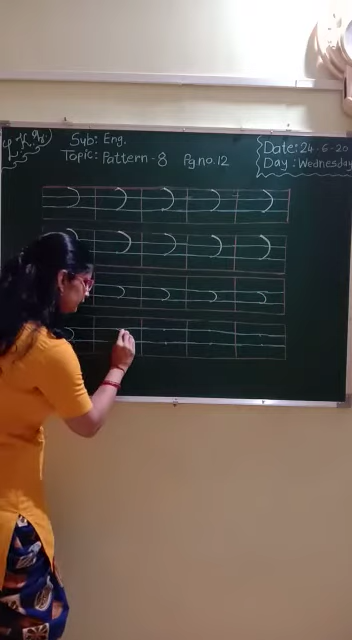 L.K.G
Sub: Eng.
Topic: Pattern-8 Pg no. 12
Date: 24-6-20
Day: Wednesday